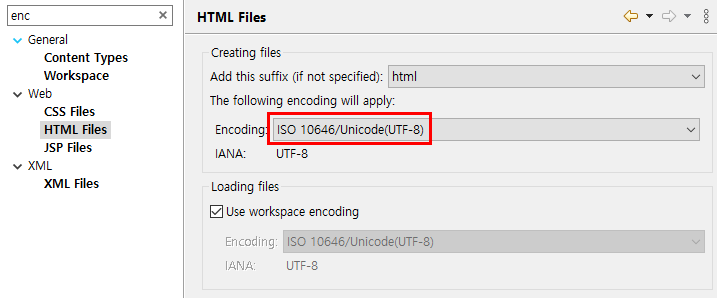 enc
General
Content Types
Workspace
Web
CSS Files
HTML Files
JSP Files
XML
XML Files
HTML Files
Creating files
Add this suffix (if not specified): html
The following encoding will apply:
Encoding: ISO 10646/Unicode(UTF-8)
IANA: UTF-8
Loading files
Use workspace encoding
Encoding: ISO 10646/Unicode(UTF-8)
IANA: UTF-8